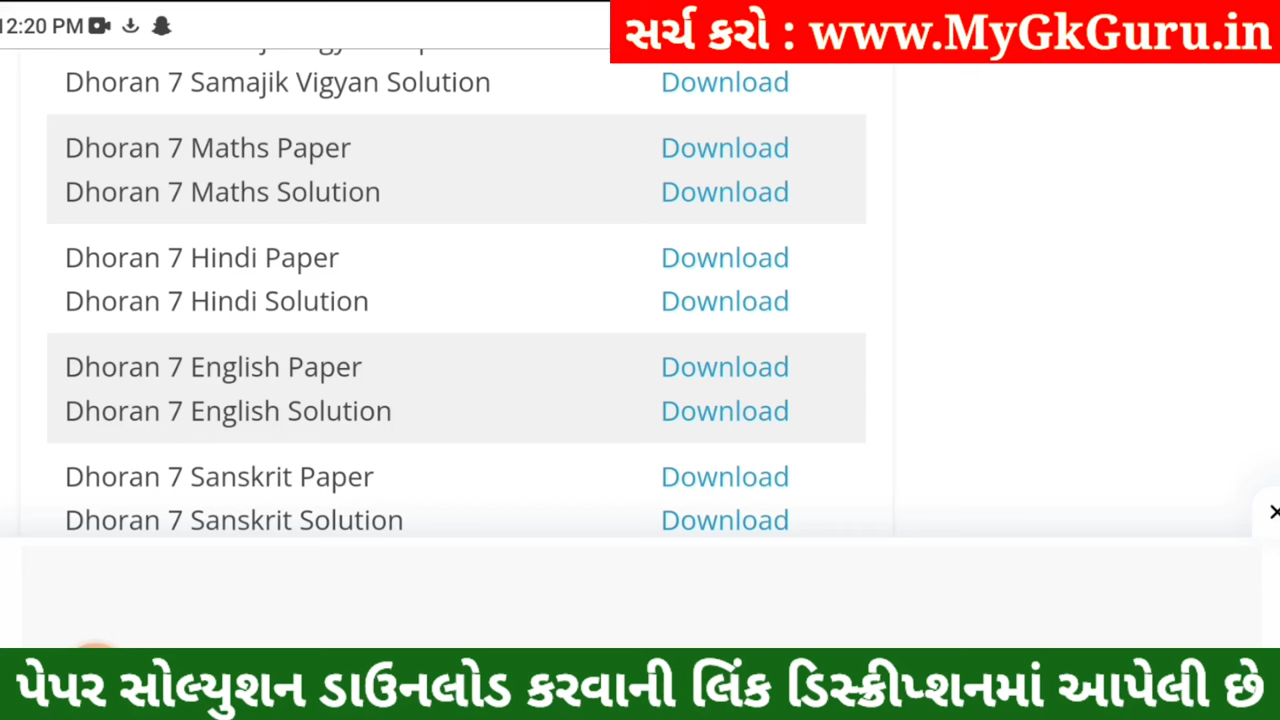 12:20 PM
સર્ચ કરો : www.MyGkGuru.in
Dhoran 7 Samajik Vigyan Solution Download
Dhoran 7 Maths Paper Download
Dhoran 7 Maths Solution Download
Dhoran 7 Hindi Paper Download
Dhoran 7 Hindi Solution Download
Dhoran 7 English Paper Download
Dhoran 7 English Solution Download
Dhoran 7 Sanskrit Paper Download
Dhoran 7 Sanskrit Solution Download
પેપર સોલ્યુશન ડાઉનલોડ કરવાની લિંક ડિસ્ક્રીપ્શનમાં આપેલી છે